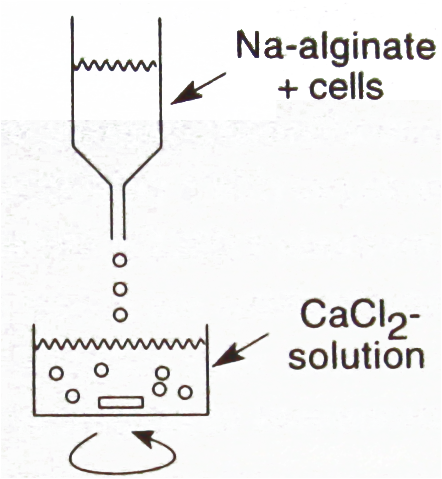 Na-alginate
+ cells
CaCl2-
solution